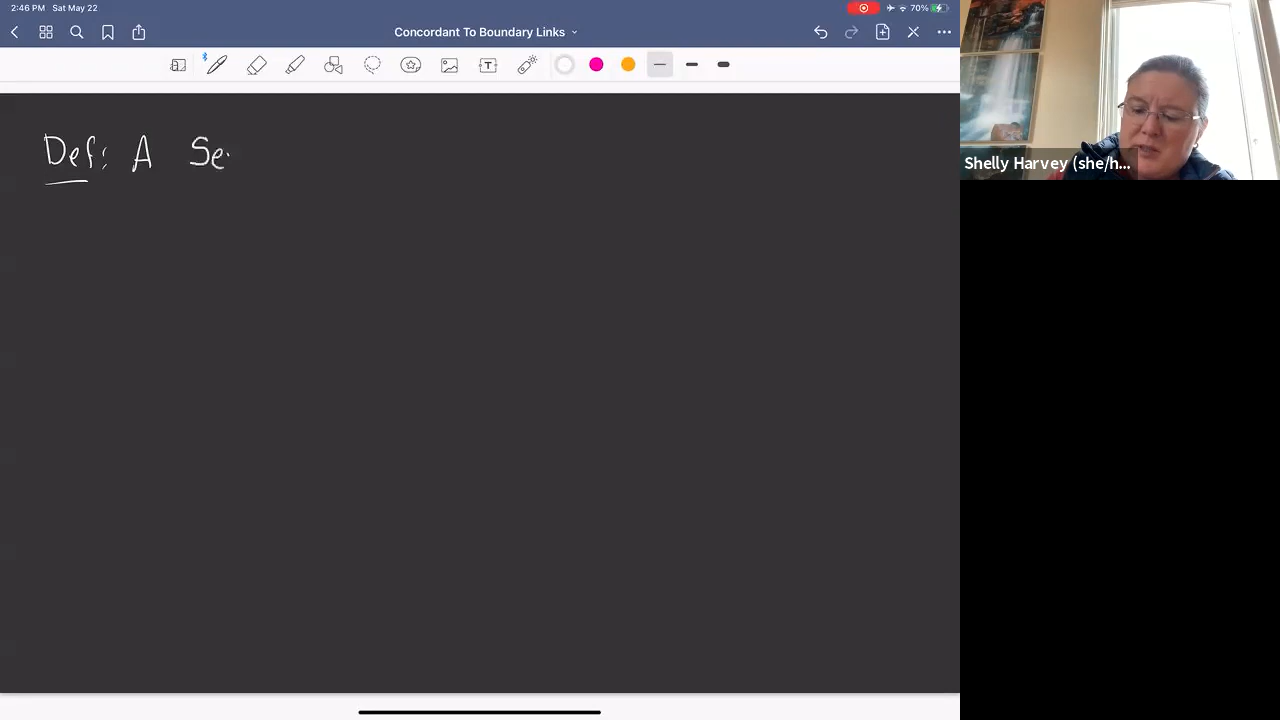 2:46 PM Sat May 22
70%
Concordant To Boundary Links
T
Def: A Se
Shelly Harvey (she/h...